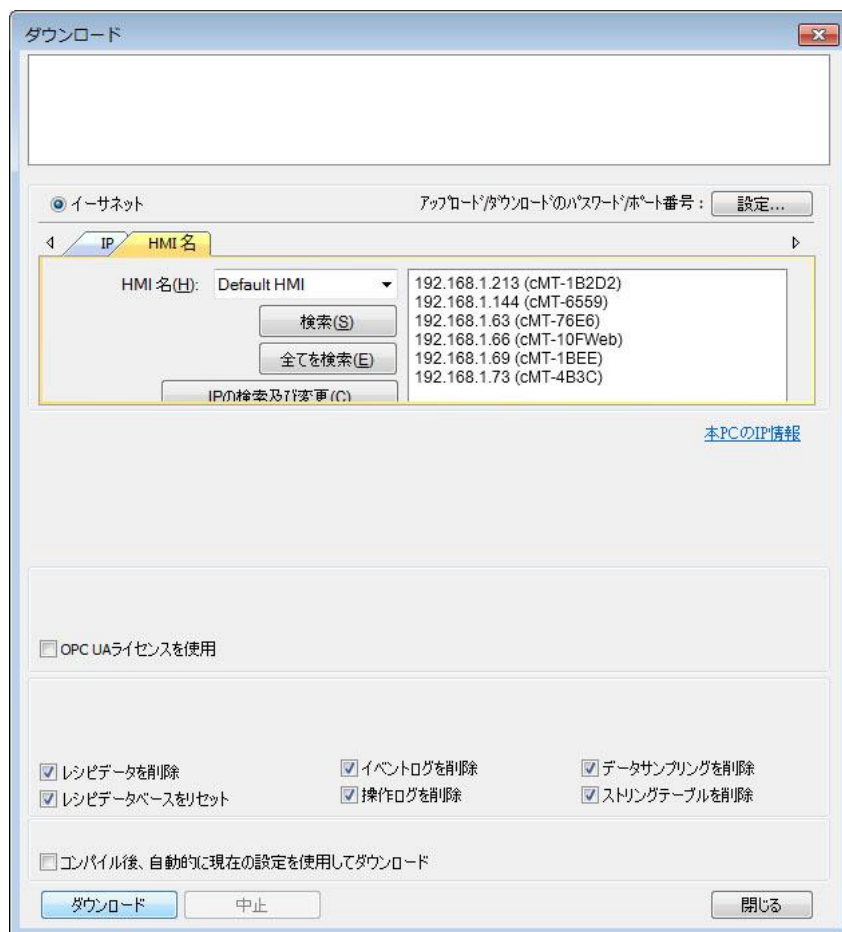 ダウンロード
イーサネット
アップロード/ダウンロードのパスワード/ポート番号：
設定...
IP
HMI 名
HMI 名(H):
Default HMI
検索(S)
全てを検索(E)
IPの検索及び変更(C)
192.168.1.213 (cMT-1B2D2)
192.168.1.144 (cMT-6559)
192.168.1.63 (cMT-76E6)
192.168.1.66 (cMT-10FWeb)
192.168.1.69 (cMT-1BEE)
192.168.1.73 (cMT-4B3C)
本PCのIP情報
OPC UAライセンスを使用
レシピデータを削除
イベントログを削除
データサンプリングを削除
レシピデータベースをリセット
操作ログを削除
ストリングテーブルを削除
コンパイル後、自動的に現在の設定を使用してダウンロード
ダウンロード
中止
閉じる